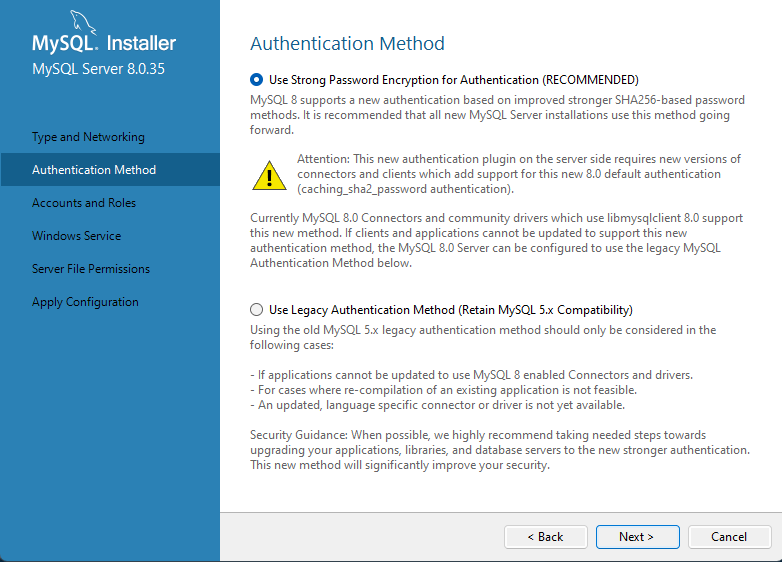 MySQL. Installer
MySQL Server 8.0.35
Type and Networking
Authentication Method
Accounts and Roles
Windows Service
Server File Permissions
Apply Configuration
Authentication Method
Use Strong Password Encryption for Authentication (RECOMMENDED)
MySQL 8 supports a new authentication based on improved stronger SHA256-based password
methods. It is recommended that all new MySQL Server installations use this method going
forward.
Attention: This new authentication plugin on the server side requires new versions of
connectors and clients which add support for this new 8.0 default authentication
(caching_sha2_password authentication).
Currently MySQL 8.0 Connectors and community drivers which use libmysqlclient 8.0 support
this new method. If clients and applications cannot be updated to support this new
authentication method, the MySQL 8.0 Server can be configured to use the legacy MySQL
Authentication Method below.
Use Legacy Authentication Method (Retain MySQL 5.x Compatibility)
Using the old MySQL 5.x legacy authentication method should only be considered in the
following cases:
- If applications cannot be updated to use MySQL 8 enabled Connectors and drivers.
- For cases where re-compilation of an existing application is not feasible.
- An updated, language specific connector or driver is not yet available.
Security Guidance: When possible, we highly recommend taking needed steps towards
upgrading your applications, libraries, and database servers to the new stronger authentication.
This new method will significantly improve your security.
< Back
Next >
Cancel